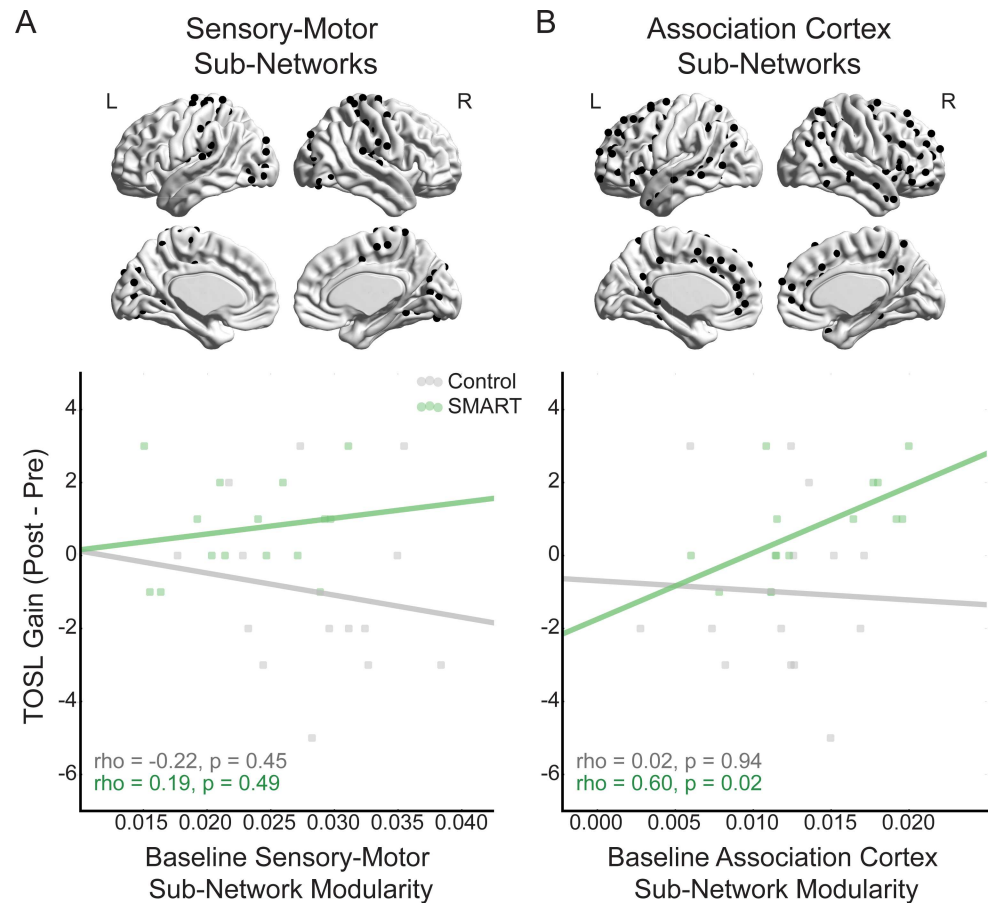 A
Sensory-Motor
Sub-Networks
L
R
B
Association Cortex
Sub-Networks
L
R
Control
SMART
TOSL Gain (Post - Pre)
4
2
0
-2
-4
-6
rho = -0.22, p = 0.45
rho = 0.19, p = 0.49
0.015 0.020 0.025 0.030 0.035 0.040
Baseline Sensory-Motor
Sub-Network Modularity
4
2
0
-2
-4
-6
rho = 0.02, p = 0.94
rho = 0.60, p = 0.02
0.000 0.005 0.010 0.015 0.020
Baseline Association Cortex
Sub-Network Modularity